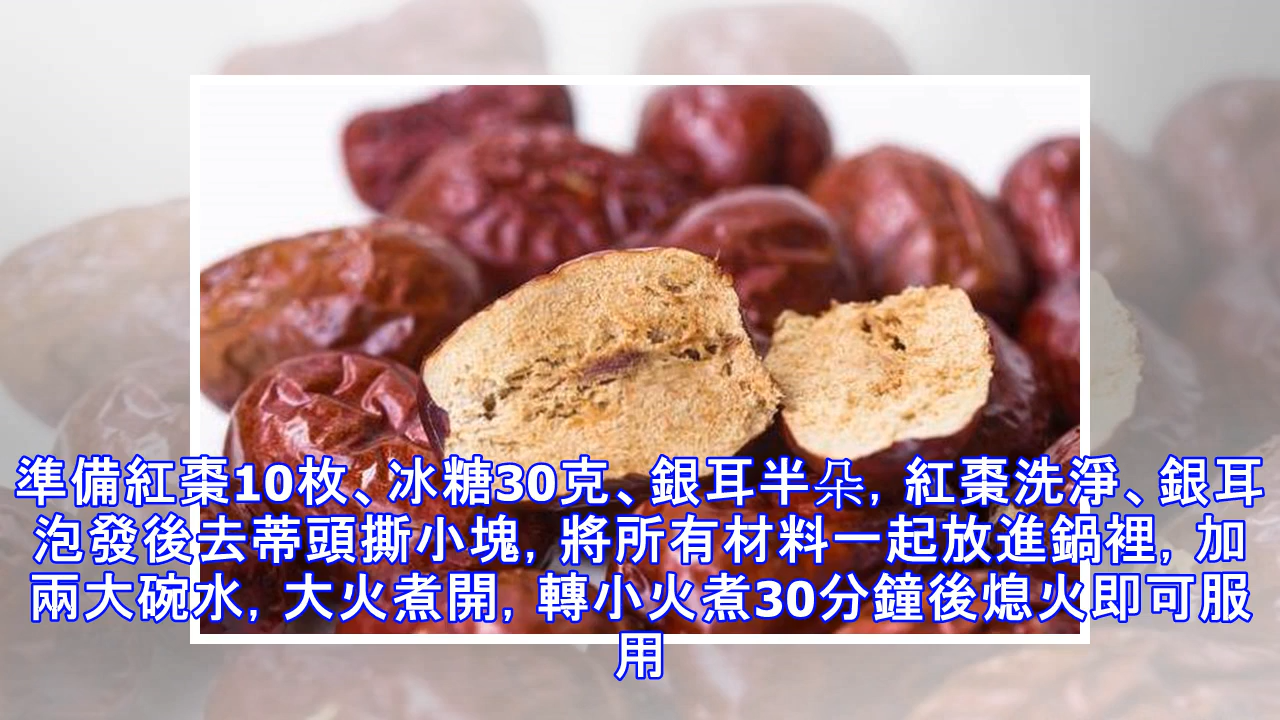 準備紅棗10枚、冰糖30克、銀耳半朵, 紅棗洗淨、銀耳
泡發後去蒂頭撕小塊, 將所有材料一起放進鍋裡, 加
兩大碗水, 大火煮開, 轉小火煮30分鐘後熄火即可服
用